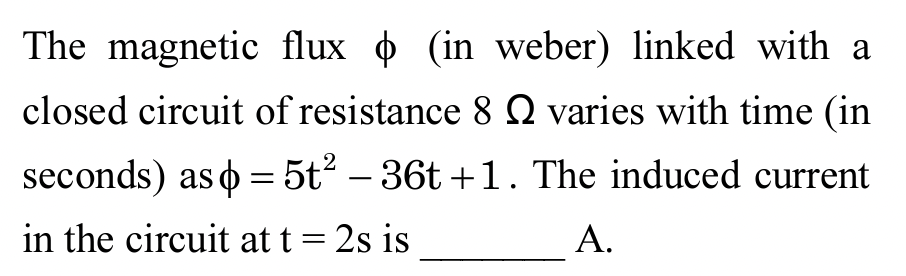 The magnetic flux ϕ (in weber) linked with a
closed circuit of resistance 8 Ω varies with time (in
seconds) as ϕ = 5t² – 36t + 1. The induced current
in the circuit at t = 2s is _______ A.